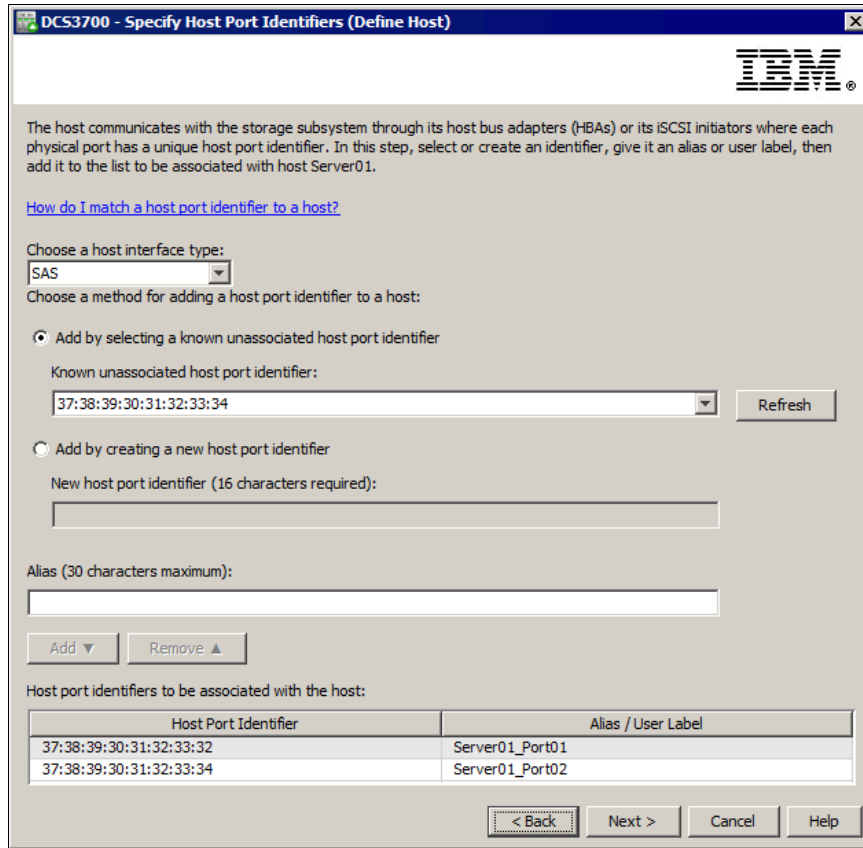 DCS3700 - Specify Host Port Identifiers (Define Host)
IBM®
The host communicates with the storage subsystem through its host bus adapters (HBAs) or its iSCSI initiators where each
physical port has a unique host port identifier. In this step, select or create an identifier, give it an alias or user label, then
add it to the list to be associated with host Server01.
How do I match a host port identifier to a host?
Choose a host interface type:
SAS
Choose a method for adding a host port identifier to a host:
Add by selecting a known unassociated host port identifier
Known unassociated host port identifier:
37:38:39:30:31:32:33:34 Refresh
Add by creating a new host port identifier
New host port identifier (16 characters required):
Alias (30 characters maximum):
Add ▼ Remove ▲
Host port identifiers to be associated with the host:
Host Port Identifier Alias / User Label
37:38:39:30:31:32:33:32 Server01_Port01
37:38:39:30:31:32:33:34 Server01_Port02
< Back Next > Cancel Help